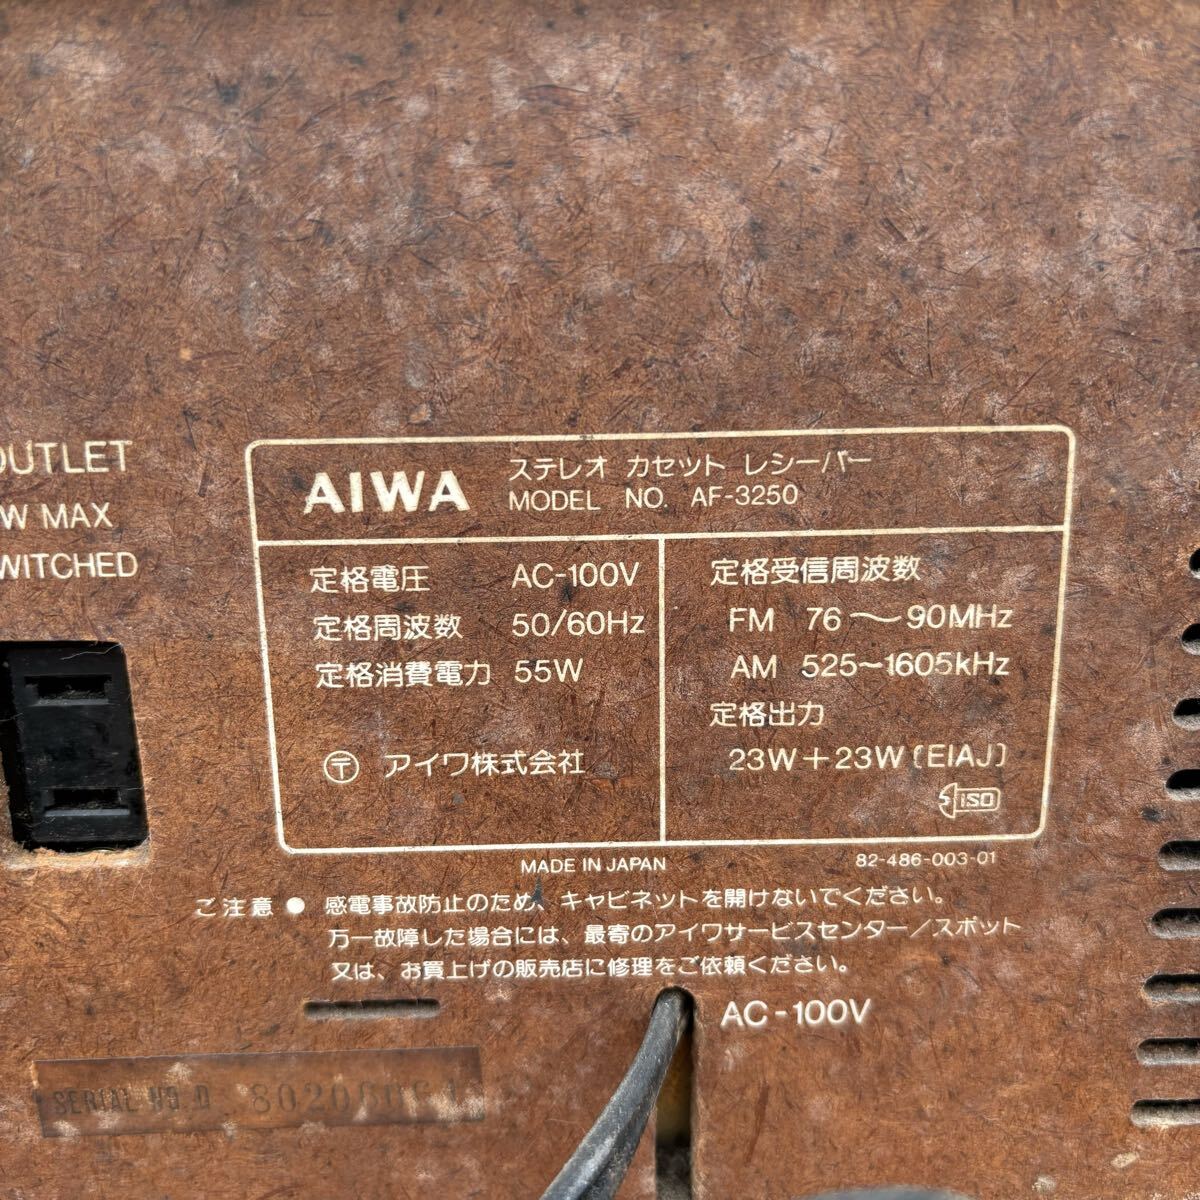 OUTLET
W MAX
WITCHED
AIWA
ステレオ カセット レシーバー
MODEL NO. AF-3250
定格電圧 AC-100V
定格周波数 50/60Hz
定格消費電力 55W
〒 アイワ株式会社
定格受信周波数
FM 76〜90MHz
AM 525~1605kHz
定格出力
23W+23W〔EIAJ〕
ISO
MADE IN JAPAN
82-486-003-01
ご注意 ● 感電事故防止のため、キャビネットを開けないでください。
万一故障した場合には、最寄のアイワサービスセンター/スポット
又は、お買上げの販売店に修理をご依頼ください。
AC-100V
SERIAL NO.